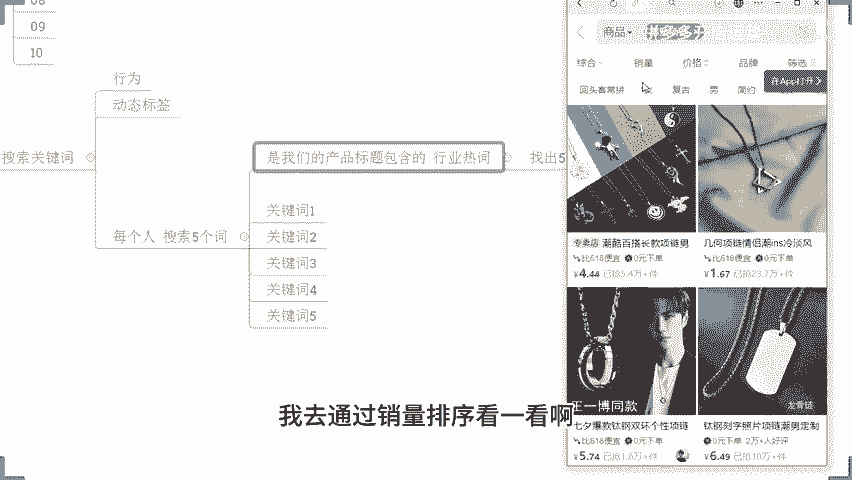 08
09
10
行为
动态标签
搜索关键词
每个人 搜索5个词
是我们的产品标题包含的 行业热词
找出5
关键词1
关键词2
关键词3
关键词4
关键词5
商品
综合
销量
价格
品牌
筛选
回头客常拼
复古
男
简约
在App打开
专卖店 潮酷百搭长款项链男
比618便宜 0元下单
¥4.44 已抢5.4万+件
几何项链情侣潮ins冷淡风
比618便宜 0元下单
¥1.67 已抢23.7万+件
王一博同款
七夕爆款钛钢双环个性项链
比618便宜 0元下单
¥5.74 已抢1.6万+件
龙骨链
钛钢刻字照片项链潮男定制
0元下单 2万+人好评
¥6.49 已抢10万+件
我去通过销量排序看一看啊